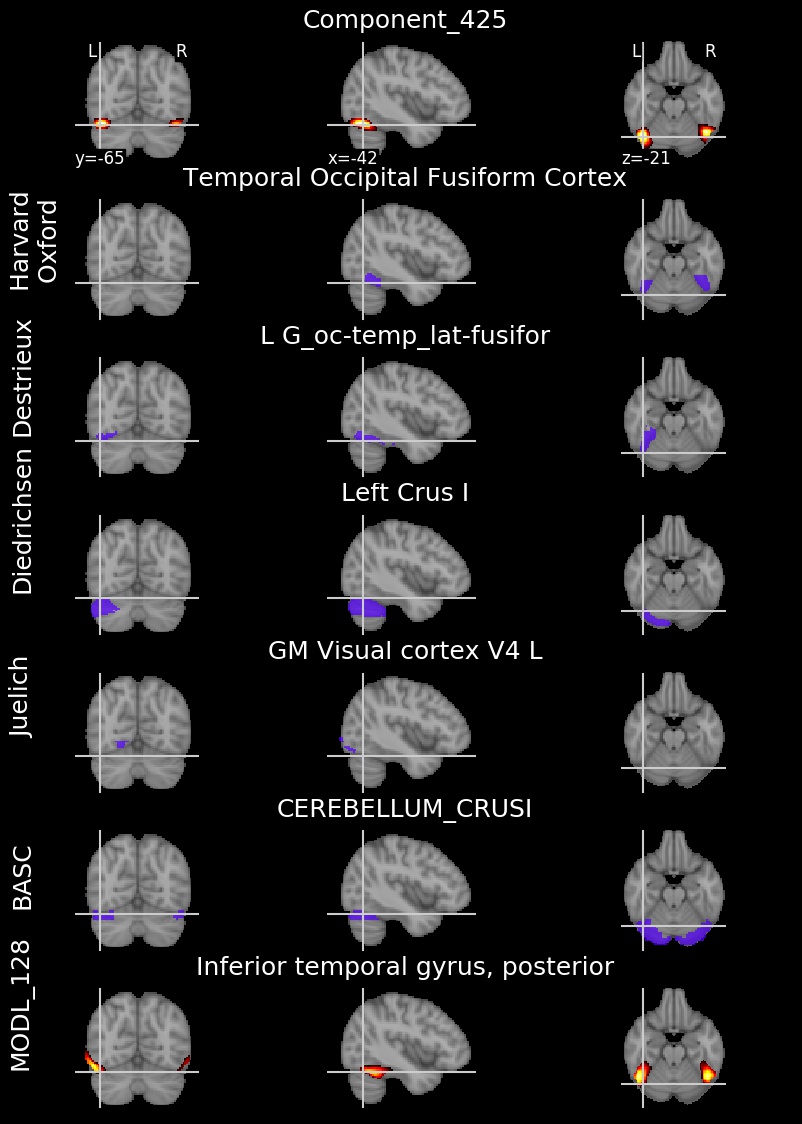 Component_425
L R
L R
y=-65
x=-42
z=-21
Temporal Occipital Fusiform Cortex
Harvard
Oxford
L G_oc-temp_lat-fusifor
Destrieux
Left Crus I
Diedrichsen
GM Visual cortex V4 L
Juelich
CEREBELLUM_CRUSI
BASC
Inferior temporal gyrus, posterior
MODL_128